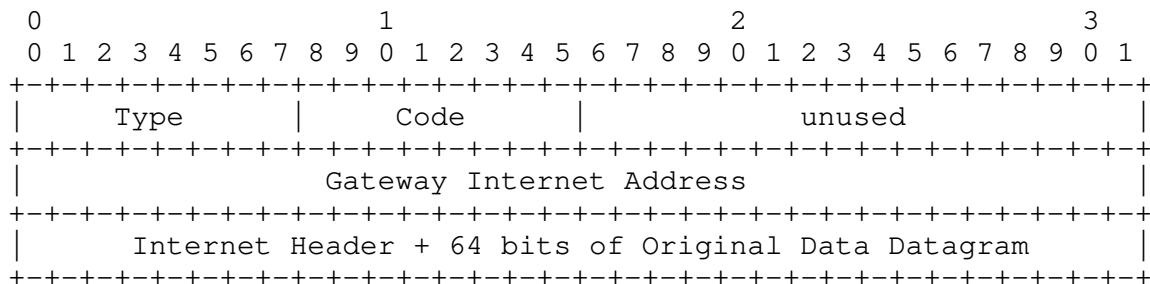 0                   1                   2                   3
0 1 2 3 4 5 6 7 8 9 0 1 2 3 4 5 6 7 8 9 0 1 2 3 4 5 6 7 8 9 0 1
+-+-+-+-+-+-+-+-+-+-+-+-+-+-+-+-+-+-+-+-+-+-+-+-+-+-+-+-+-+-+-+-+
|     Type      |     Code      |            unused             |
+-+-+-+-+-+-+-+-+-+-+-+-+-+-+-+-+-+-+-+-+-+-+-+-+-+-+-+-+-+-+-+-+
|                 Gateway Internet Address                      |
+-+-+-+-+-+-+-+-+-+-+-+-+-+-+-+-+-+-+-+-+-+-+-+-+-+-+-+-+-+-+-+-+
|      Internet Header + 64 bits of Original Data Datagram      |
+-+-+-+-+-+-+-+-+-+-+-+-+-+-+-+-+-+-+-+-+-+-+-+-+-+-+-+-+-+-+-+-+